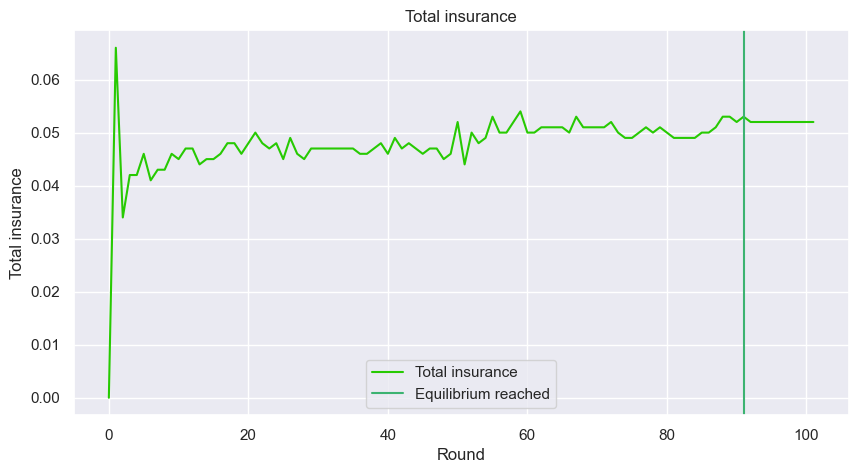 Total insurance
Total insurance
0.06
0.05
0.04
0.03
0.02
0.01
0.00
Total insurance
Equilibrium reached
0 20 40 60 80 100
Round